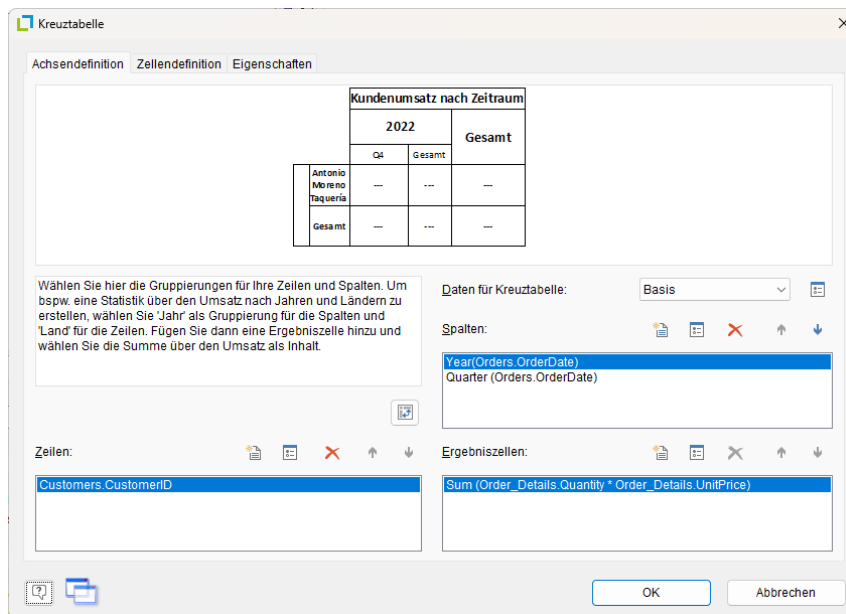 Kreuztabelle
Achsendefinition Zellendefinition Eigenschaften
Kundenumsatz nach Zeitraum
2022
Gesamt
Q4 Gesamt
Antonio
Moreno
Taquería
--- --- ---
Gesamt --- --- ---
Wählen Sie hier die Gruppierungen für Ihre Zeilen und Spalten. Um
bspw. eine Statistik über den Umsatz nach Jahren und Ländern zu
erstellen, wählen Sie 'Jahr' als Gruppierung für die Spalten und
'Land' für die Zeilen. Fügen Sie dann eine Ergebniszelle hinzu und
wählen Sie die Summe über den Umsatz als Inhalt.
Daten für Kreuztabelle: Basis
Spalten:
Year(Orders.OrderDate)
Quarter (Orders.OrderDate)
Zeilen:
Customers.CustomerID
Ergebniszellen:
Sum (Order_Details.Quantity * Order_Details.UnitPrice)
OK Abbrechen